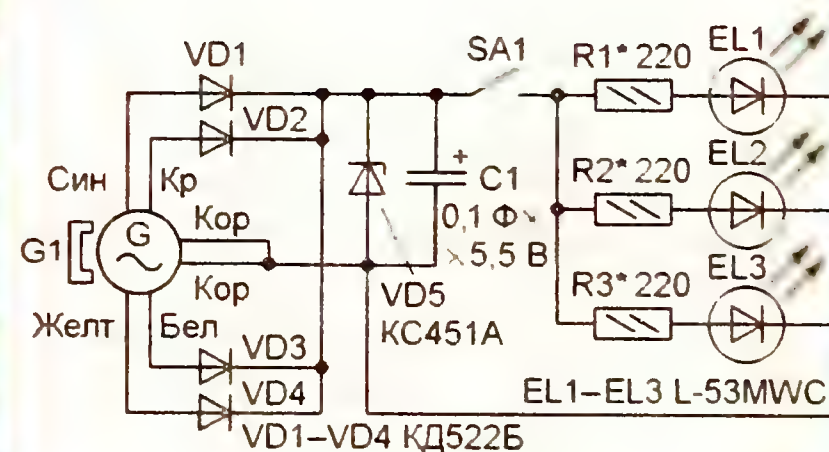 VD1
SA1
R1* 220
EL1
VD2
Син
Кр
Кор
G1
G
Кор
+
C1
0,1 Ф ×
× 5,5 В
R2* 220
EL2
Желт
Бел
VD5
КС451А
R3* 220
EL3
VD3
VD4
EL1–EL3 L-53MWC
VD1–VD4 КД522Б